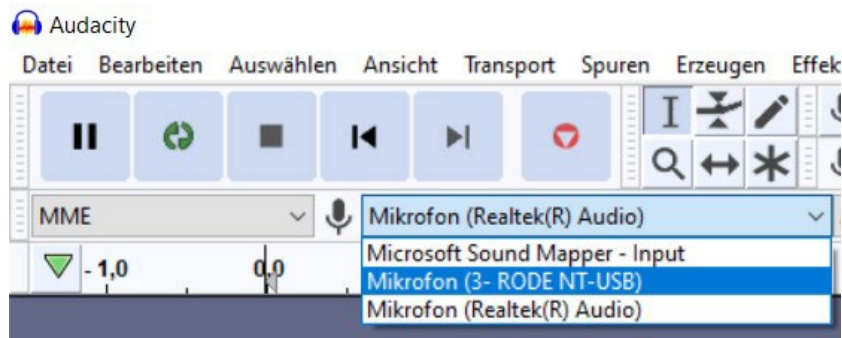 Audacity
Datei Bearbeiten Auswählen Ansicht Transport Spuren Erzeugen Effek
MME Mikrofon (Realtek(R) Audio)
Microsoft Sound Mapper - Input
- 1,0 0,0
Mikrofon (3- RODE NT-USB)
Mikrofon (Realtek(R) Audio)